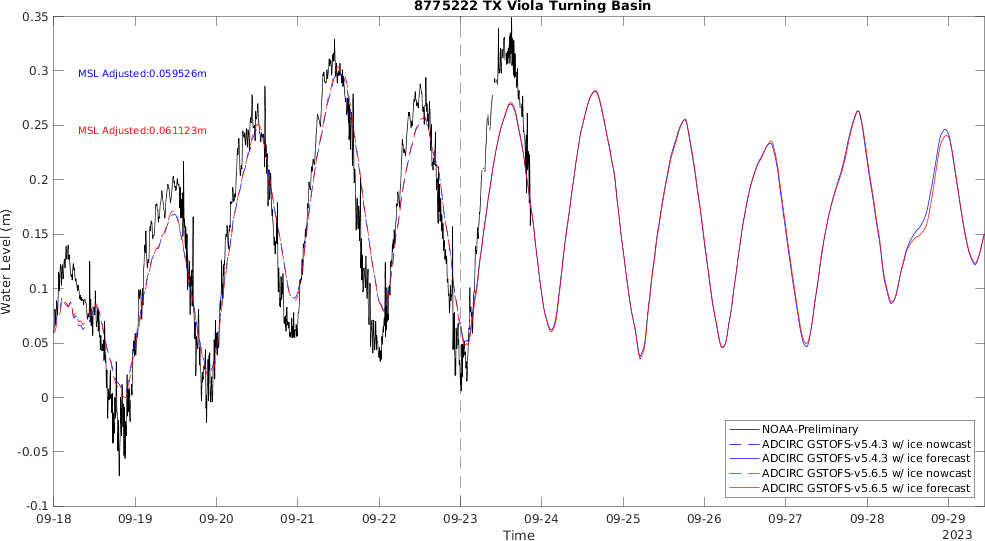 8775222 TX Viola Turning Basin
0.35
0.3
0.25
0.2
0.15
0.1
0.05
0
-0.05
-0.1
Water Level (m)
MSL Adjusted:0.059526m
MSL Adjusted:0.061123m
NOAA-Preliminary
ADCIRC GSTOFS-v5.4.3 w/ ice nowcast
ADCIRC GSTOFS-v5.4.3 w/ ice forecast
ADCIRC GSTOFS-v5.6.5 w/ ice nowcast
ADCIRC GSTOFS-v5.6.5 w/ ice forecast
09-18 09-19 09-20 09-21 09-22 09-23 09-24 09-25 09-26 09-27 09-28 09-29
Time
2023